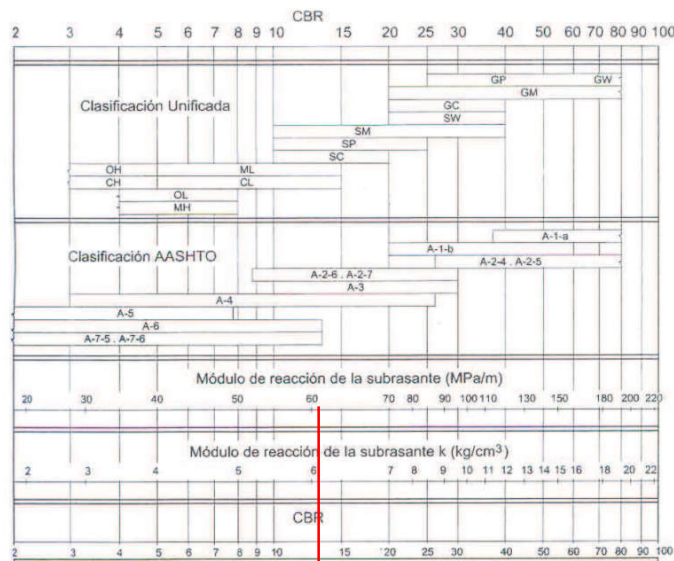 CBR
2 3 4 5 6 7 8 9 10 15 20 25 30 40 50 60 70 80 100
GP GW
Clasificación Unificada GM
GC
SW
SM
SP
SC
OH ML
CH CL
OL
MH
A-1-a
Clasificación AASHTO A-1-b
A-2-4 . A-2-5
A-2-6 . A-2-7
A-3
A-4
A-5
A-6
A-7-5 . A-7-6
Módulo de reacción de la subrasante (MPa/m)
20 30 40 50 60 70 80 90 100 110 130 150 180 200 220
Módulo de reacción de la subrasante k (kg/cm³)
2 3 4 5 6 7 8 9 10 11 12 13 14 15 16 18 20 22
CBR
2 3 4 5 6 7 8 9 10 15 20 25 30 40 50 60 70 80 100